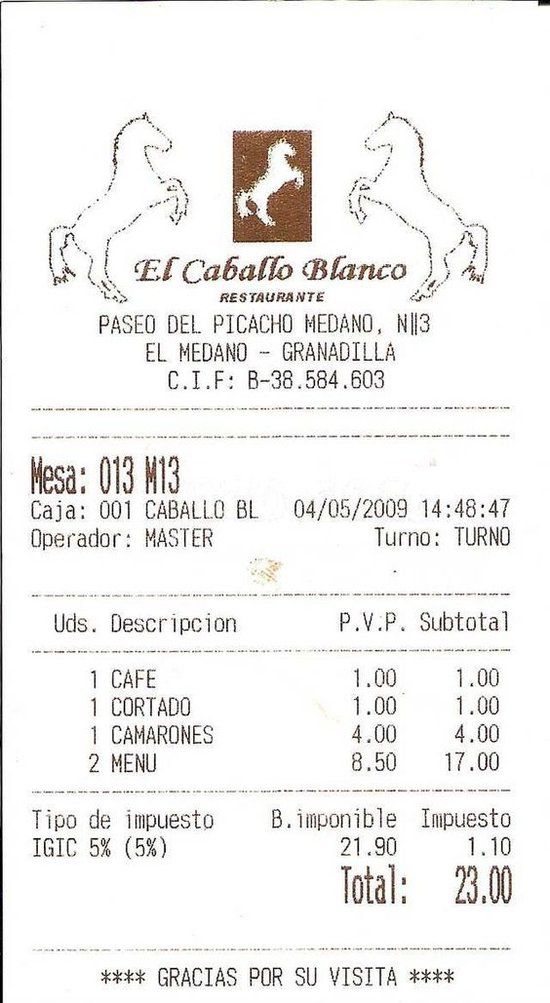 El Caballo Blanco
RESTAURANTE
PASEO DEL PICACHO MEDANO, N||3
EL MEDANO - GRANADILLA
C.I.F: B-38.584.603
Mesa: 013 M13
Caja: 001 CABALLO BL 04/05/2009 14:48:47
Operador: MASTER Turno: TURNO
Uds. Descripcion P.V.P. Subtotal
1 CAFE 1.00 1.00
1 CORTADO 1.00 1.00
1 CAMARONES 4.00 4.00
2 MENU 8.50 17.00
Tipo de impuesto B.imponible Impuesto
IGIC 5% (5%) 21.90 1.10
Total: 23.00
**** GRACIAS POR SU VISITA ****